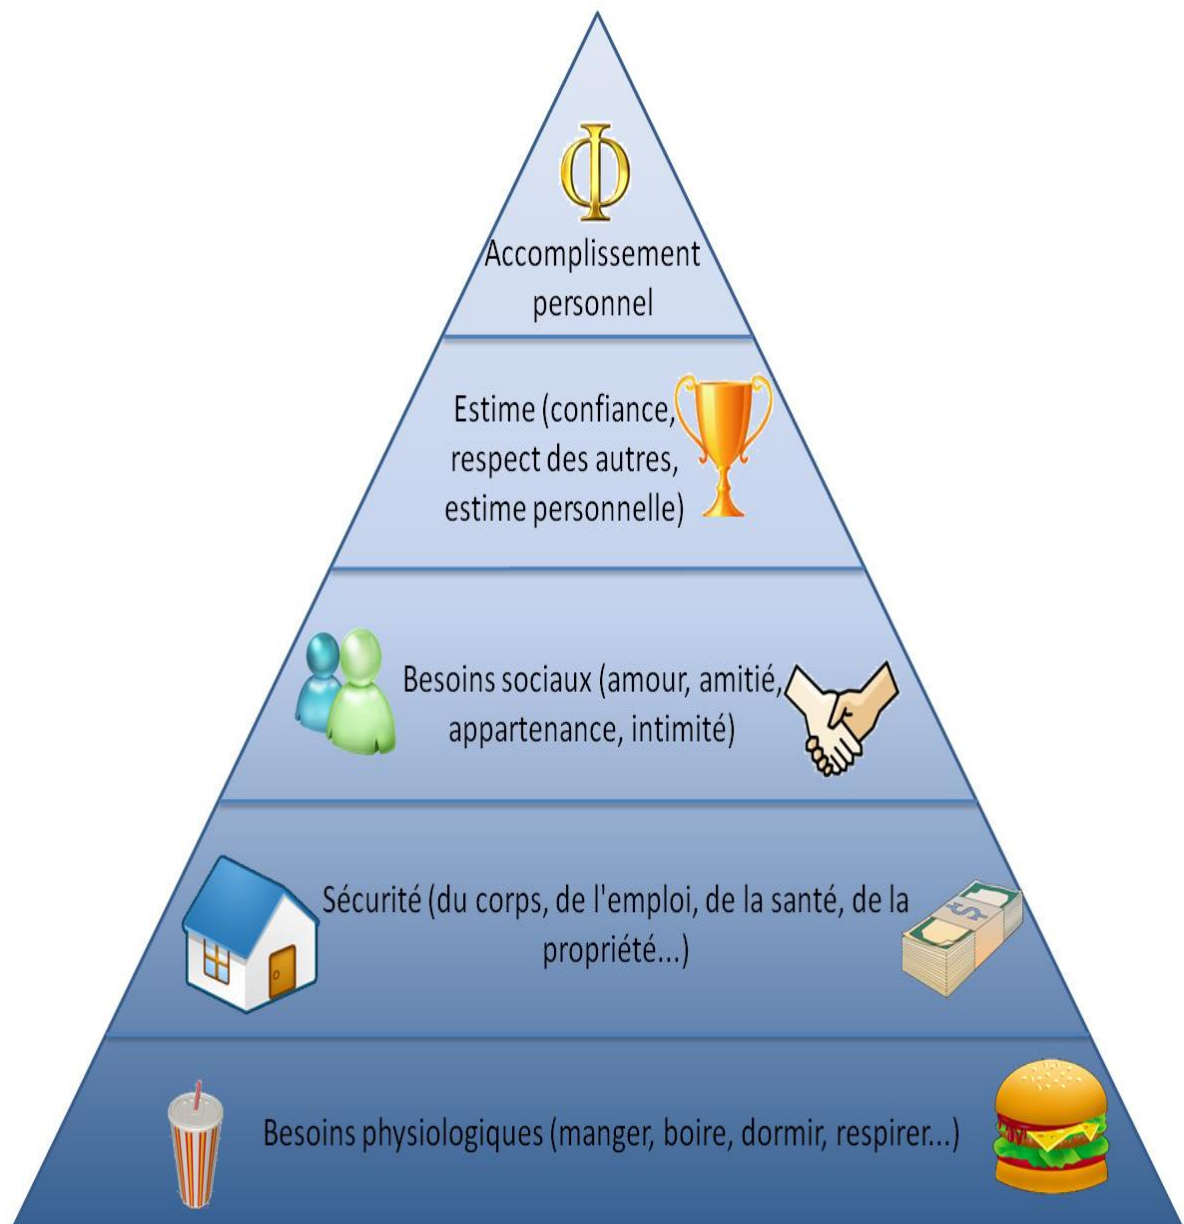 Φ
Accomplissement
personnel
Estime (confiance,
respect des autres,
estime personnelle)
Besoins sociaux (amour, amitié,
appartenance, intimité)
Sécurité (du corps, de l'emploi, de la santé, de la
propriété...)
$
Besoins physiologiques (manger, boire, dormir, respirer...)